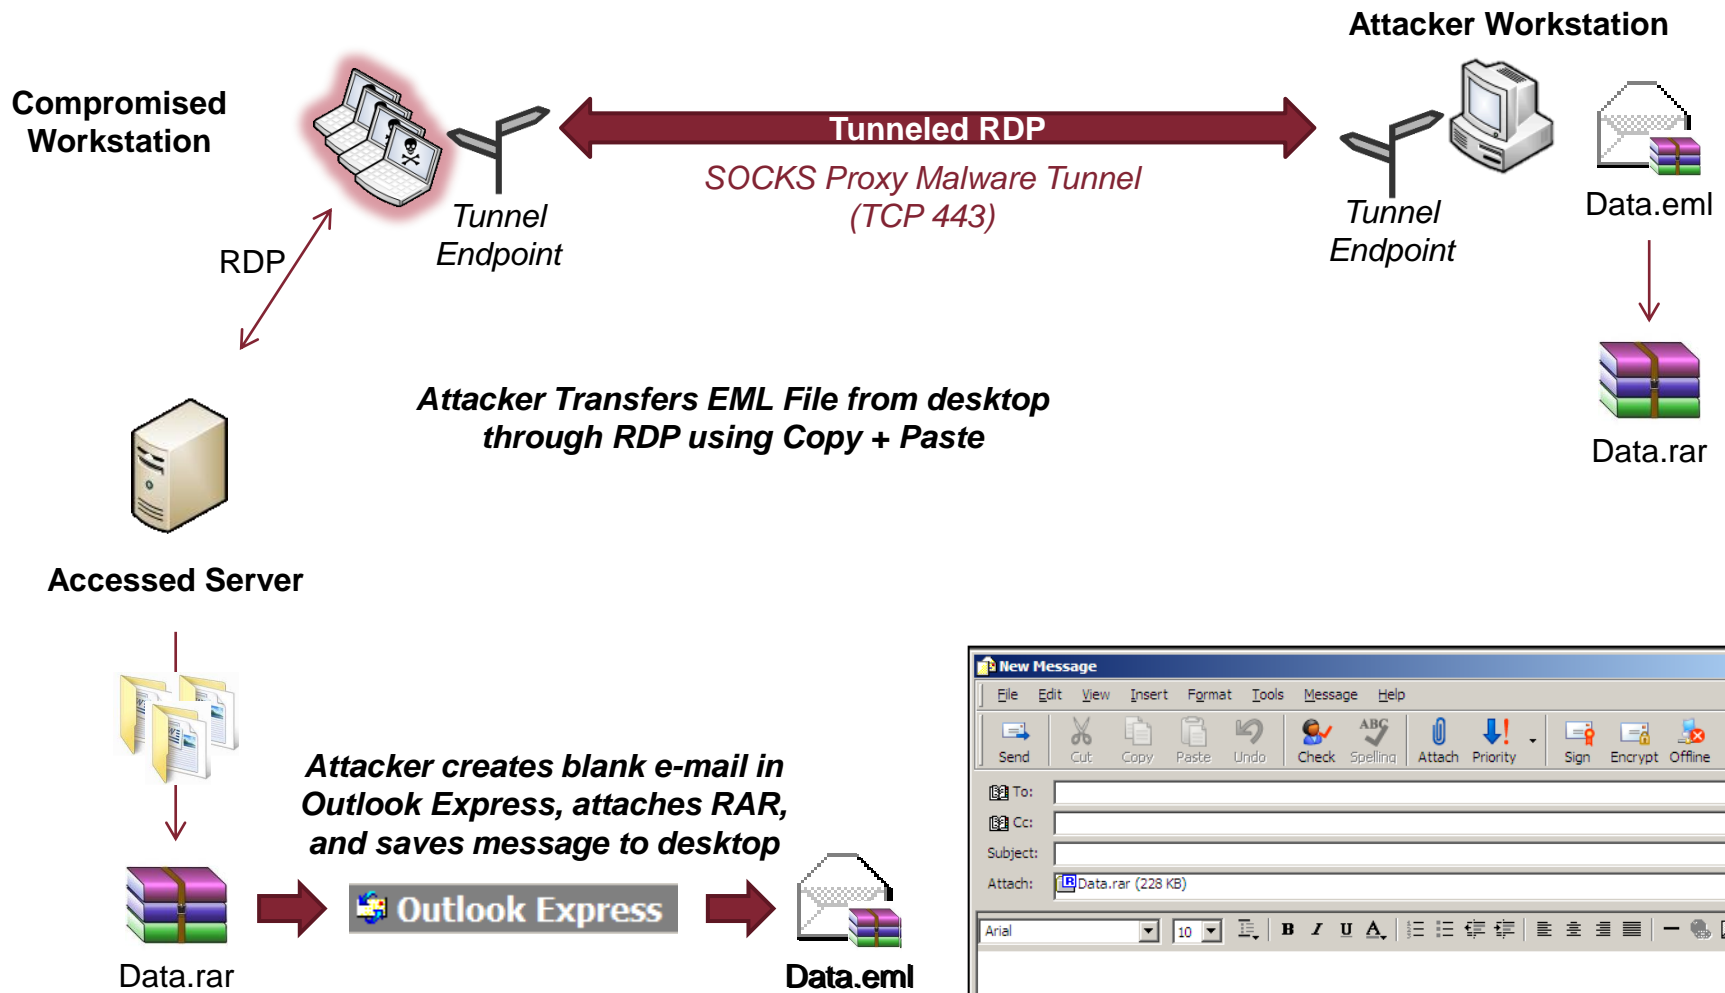 Attacker Workstation
Compromised
Workstation
Tunneled RDP
SOCKS Proxy Malware Tunnel
(TCP 443)
Tunnel
Endpoint
Tunnel
Endpoint
Data.eml
RDP
Data.rar
Attacker Transfers EML File from desktop
through RDP using Copy + Paste
Accessed Server
Attacker creates blank e-mail in
Outlook Express, attaches RAR,
and saves message to desktop
Outlook Express
Data.rar
Data.eml
New Message
File Edit View Insert Format Tools Message Help
Send Cut Copy Paste Undo Check Spelling Attach Priority Sign Encrypt Offline
To:
Cc:
Subject:
Attach: Data.rar (228 KB)
Arial 10 B I U A